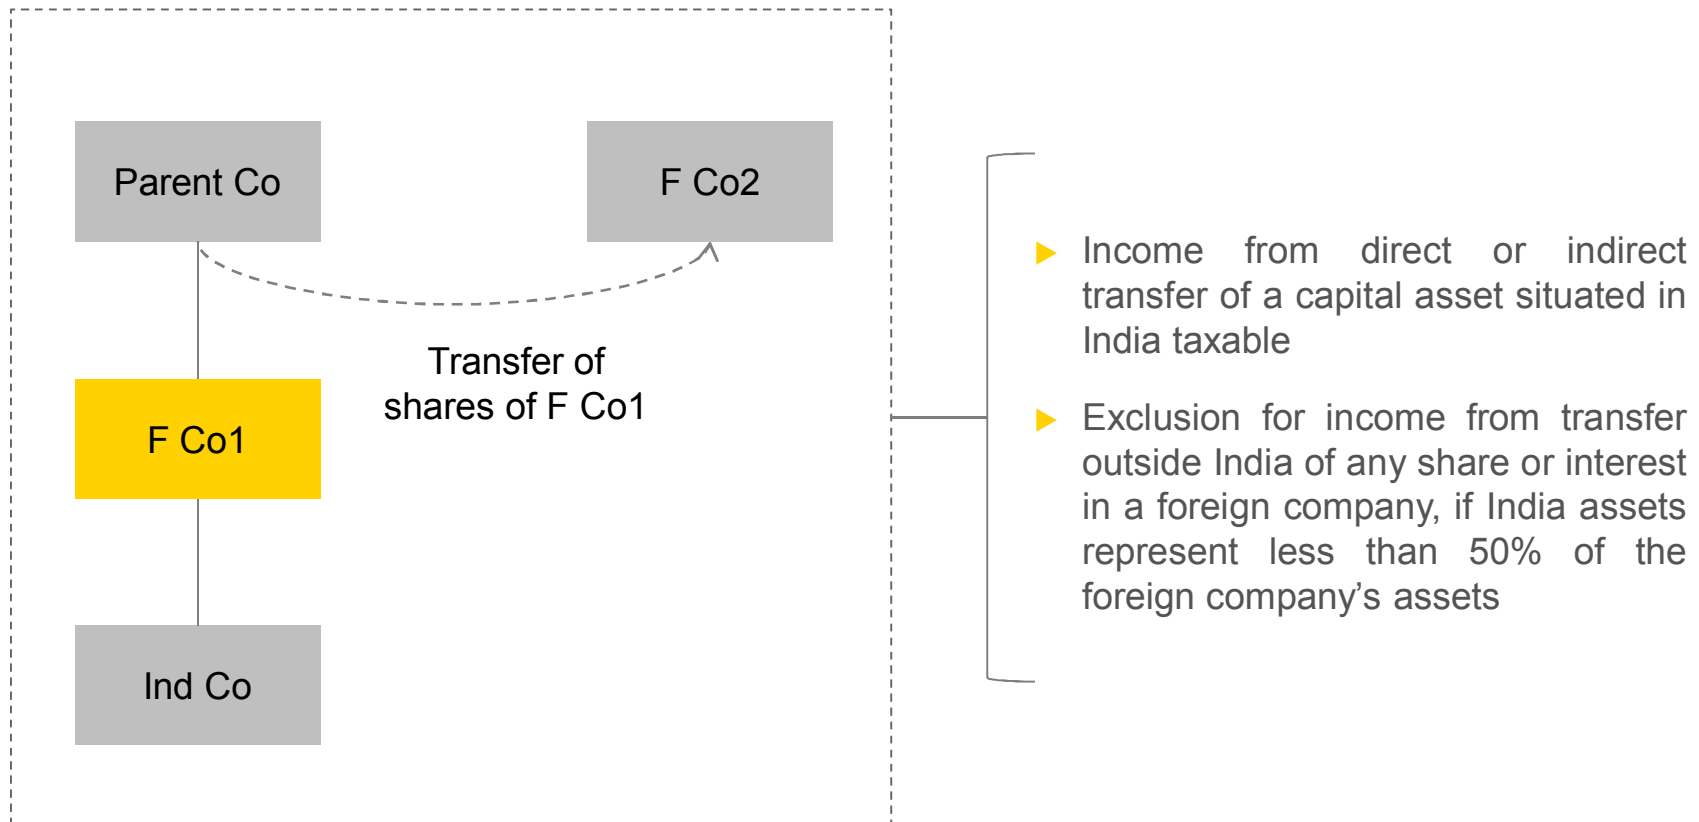 Parent Co
F Co2
Transfer of
shares of F Co1
F Co1
Ind Co
Income from direct or indirect
transfer of a capital asset situated in
India taxable
Exclusion for income from transfer
outside India of any share or interest
in a foreign company, if India assets
represent less than 50% of the
foreign company’s assets